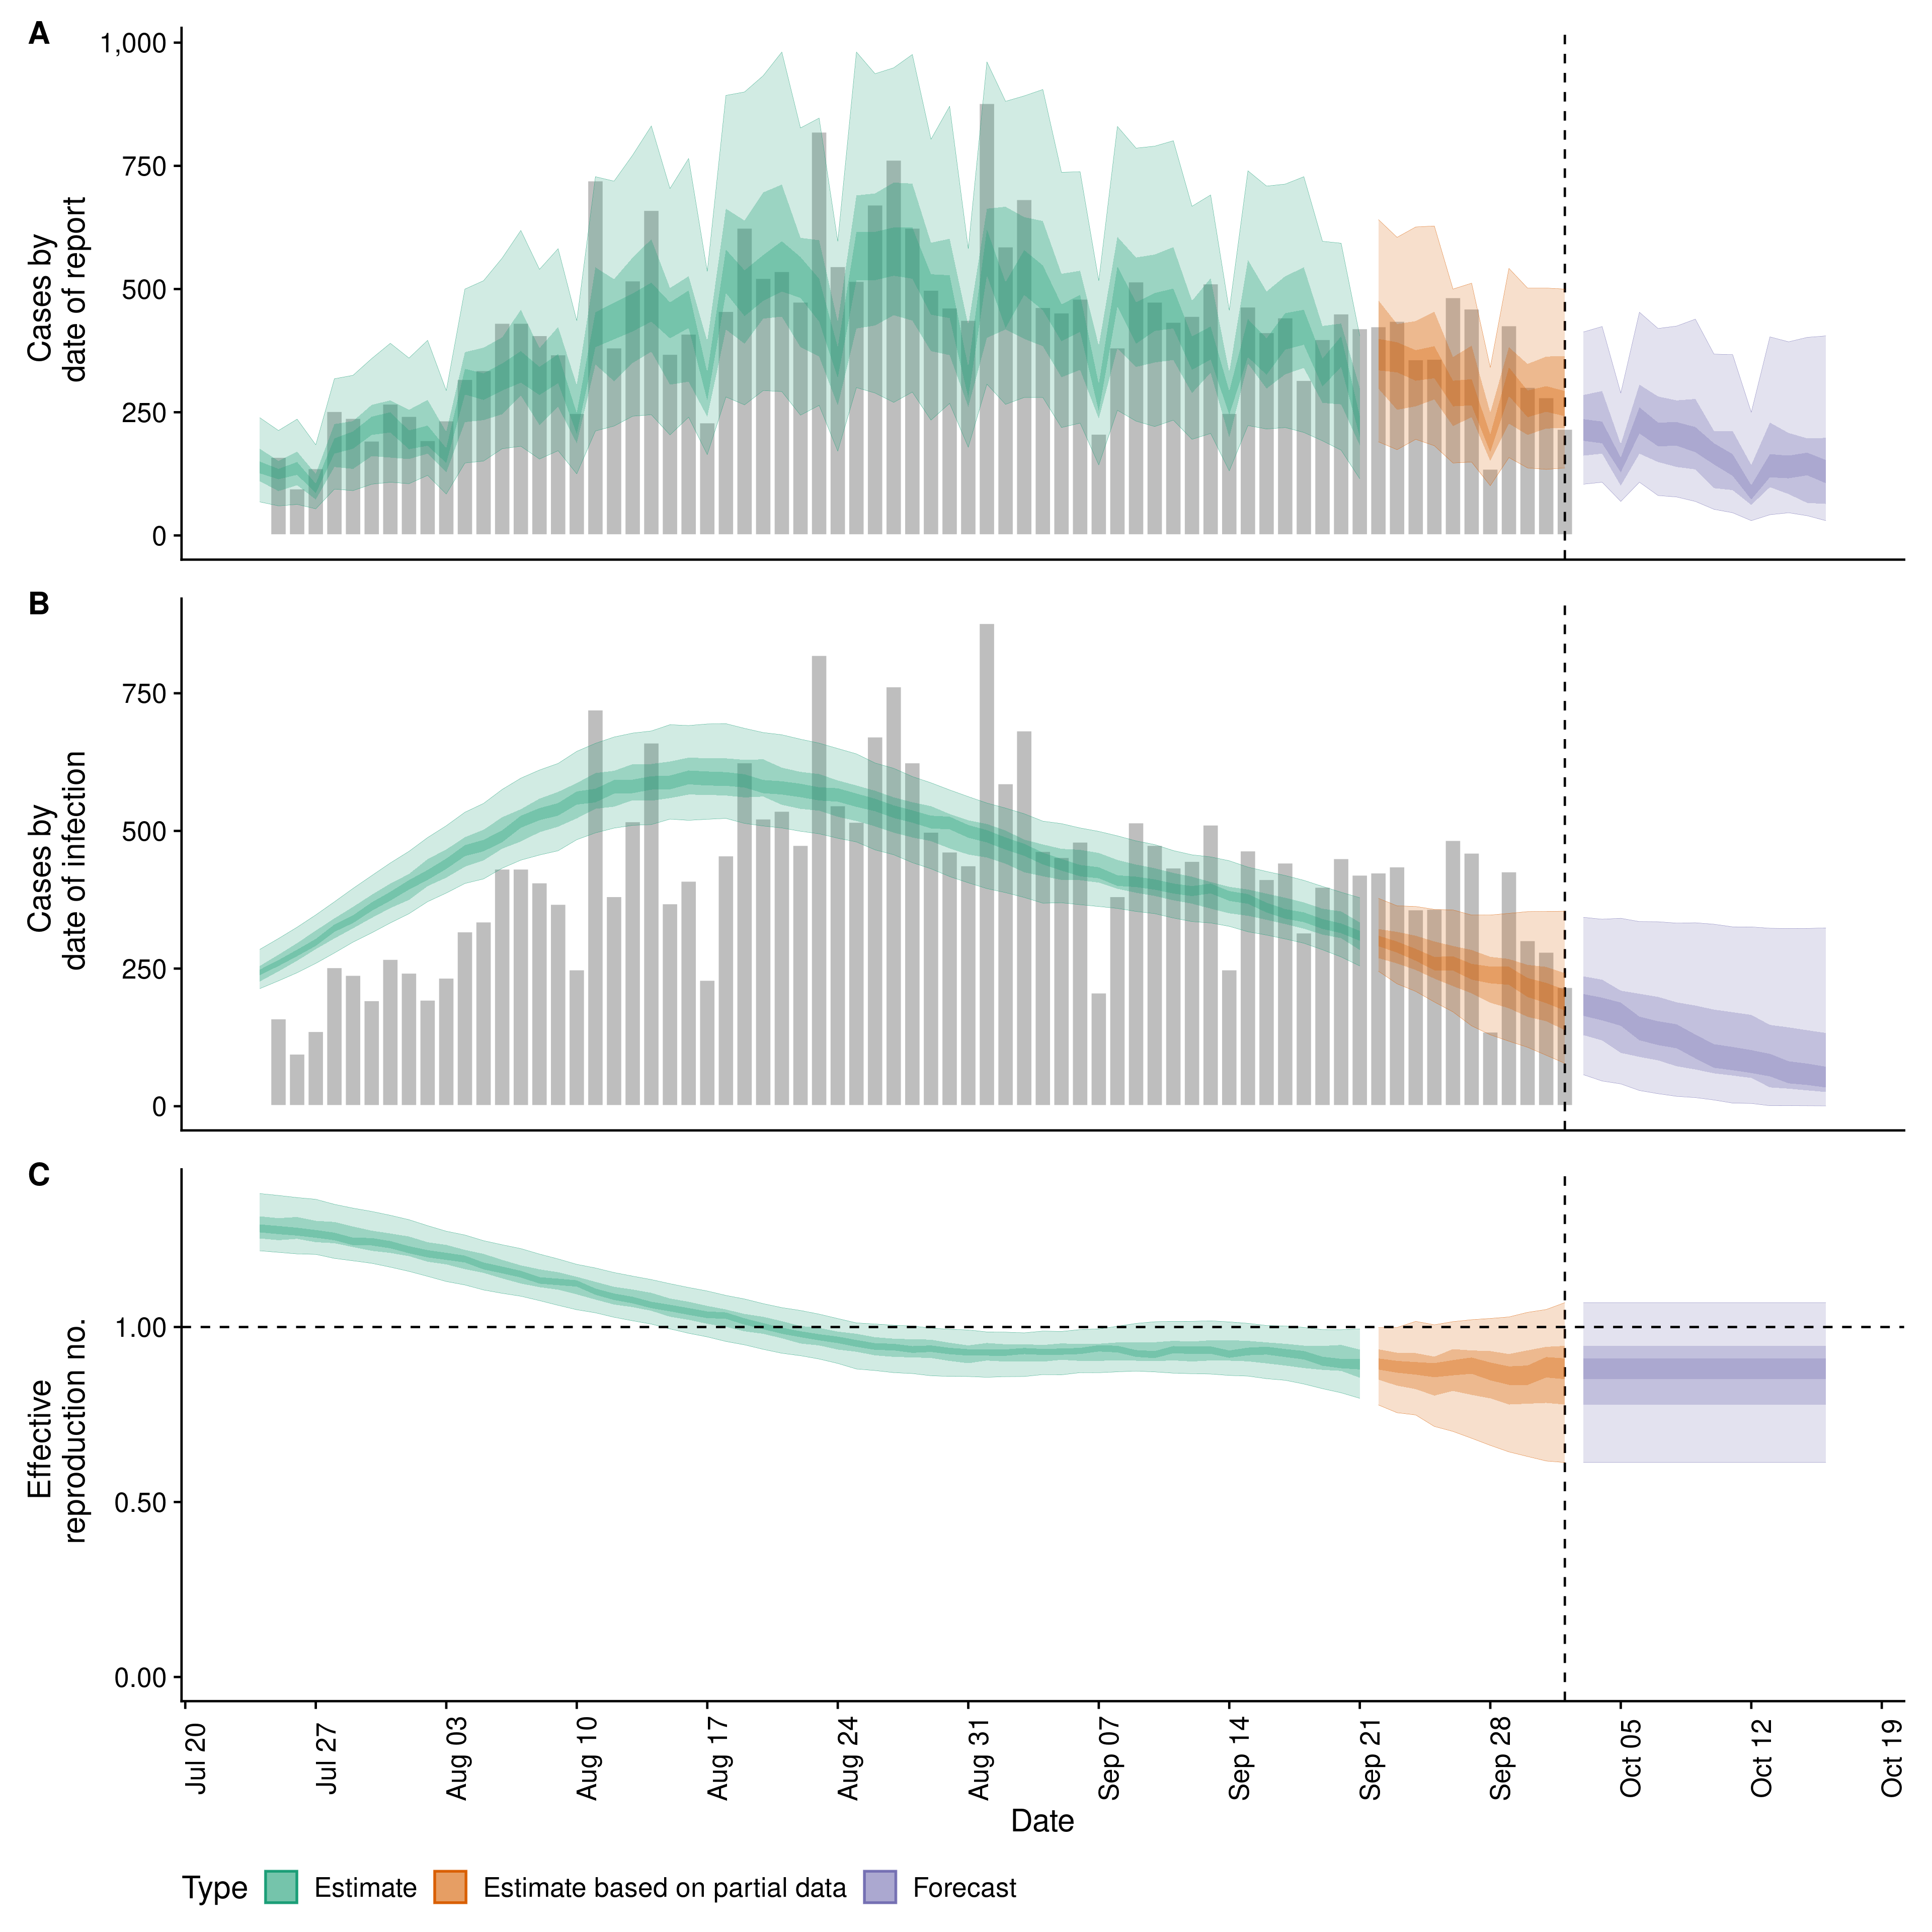 A
Cases by
date of report
1,000
750
500
250
0
B
Cases by
date of infection
750
500
250
0
C
Effective
reproduction no.
1.00
0.50
0.00
Jul 20
Jul 27
Aug 03
Aug 10
Aug 17
Aug 24
Aug 31
Sep 07
Sep 14
Sep 21
Sep 28
Oct 05
Oct 12
Oct 19
Date
Type Estimate Estimate based on partial data Forecast